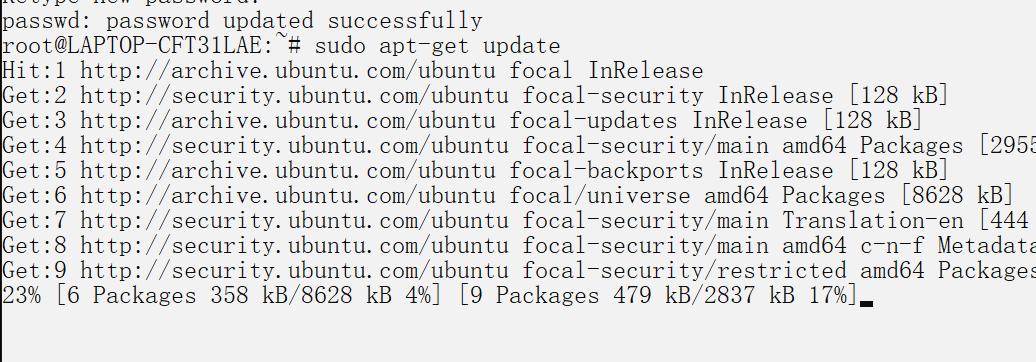 Retype new password:
passwd: password updated successfully
root@LAPTOP-CFT31LAE:~# sudo apt-get update
Hit:1 http://archive.ubuntu.com/ubuntu focal InRelease
Get:2 http://security.ubuntu.com/ubuntu focal-security InRelease [128 kB]
Get:3 http://archive.ubuntu.com/ubuntu focal-updates InRelease [128 kB]
Get:4 http://security.ubuntu.com/ubuntu focal-security/main amd64 Packages [2955
Get:5 http://archive.ubuntu.com/ubuntu focal-backports InRelease [128 kB]
Get:6 http://archive.ubuntu.com/ubuntu focal/universe amd64 Packages [8628 kB]
Get:7 http://security.ubuntu.com/ubuntu focal-security/main Translation-en [444
Get:8 http://security.ubuntu.com/ubuntu focal-security/main amd64 c-n-f Metadata
Get:9 http://security.ubuntu.com/ubuntu focal-security/restricted amd64 Packages
23% [6 Packages 358 kB/8628 kB 4%] [9 Packages 479 kB/2837 kB 17%]